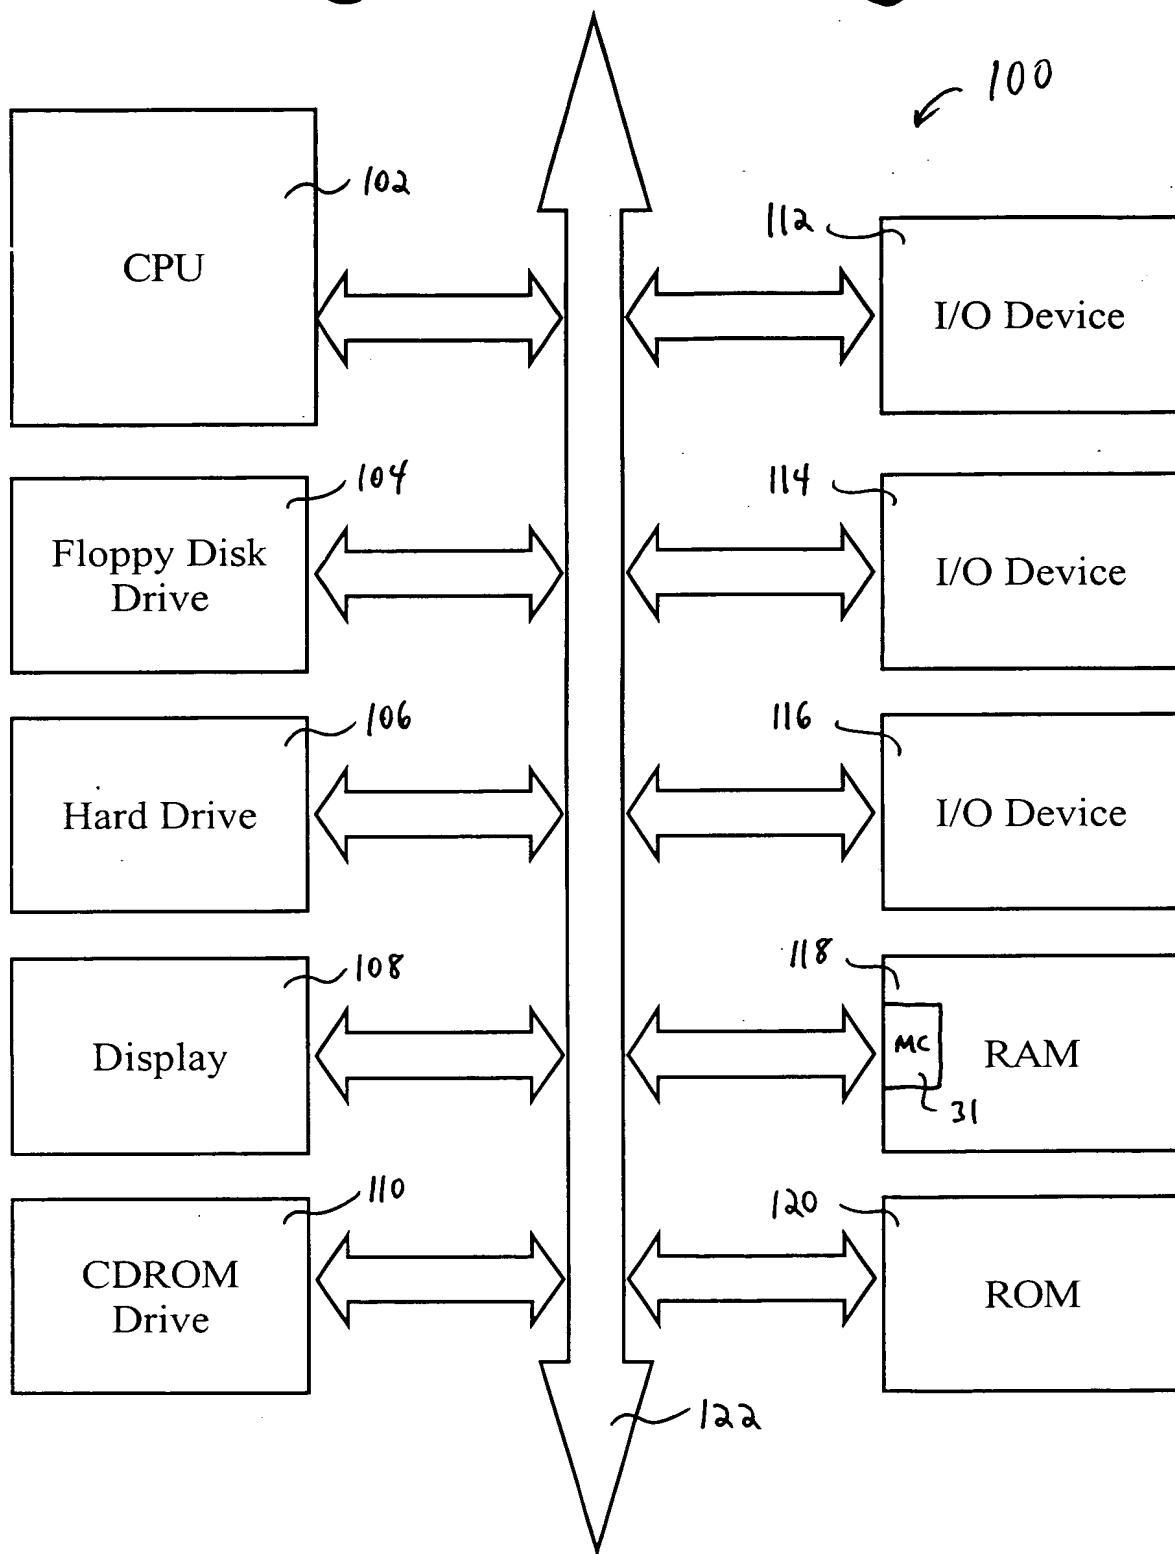 100
102
CPU
112
I/O Device
104
Floppy Disk
Drive
114
I/O Device
106
Hard Drive
116
I/O Device
108
Display
118
MC
RAM
31
110
CDROM
Drive
120
ROM
122